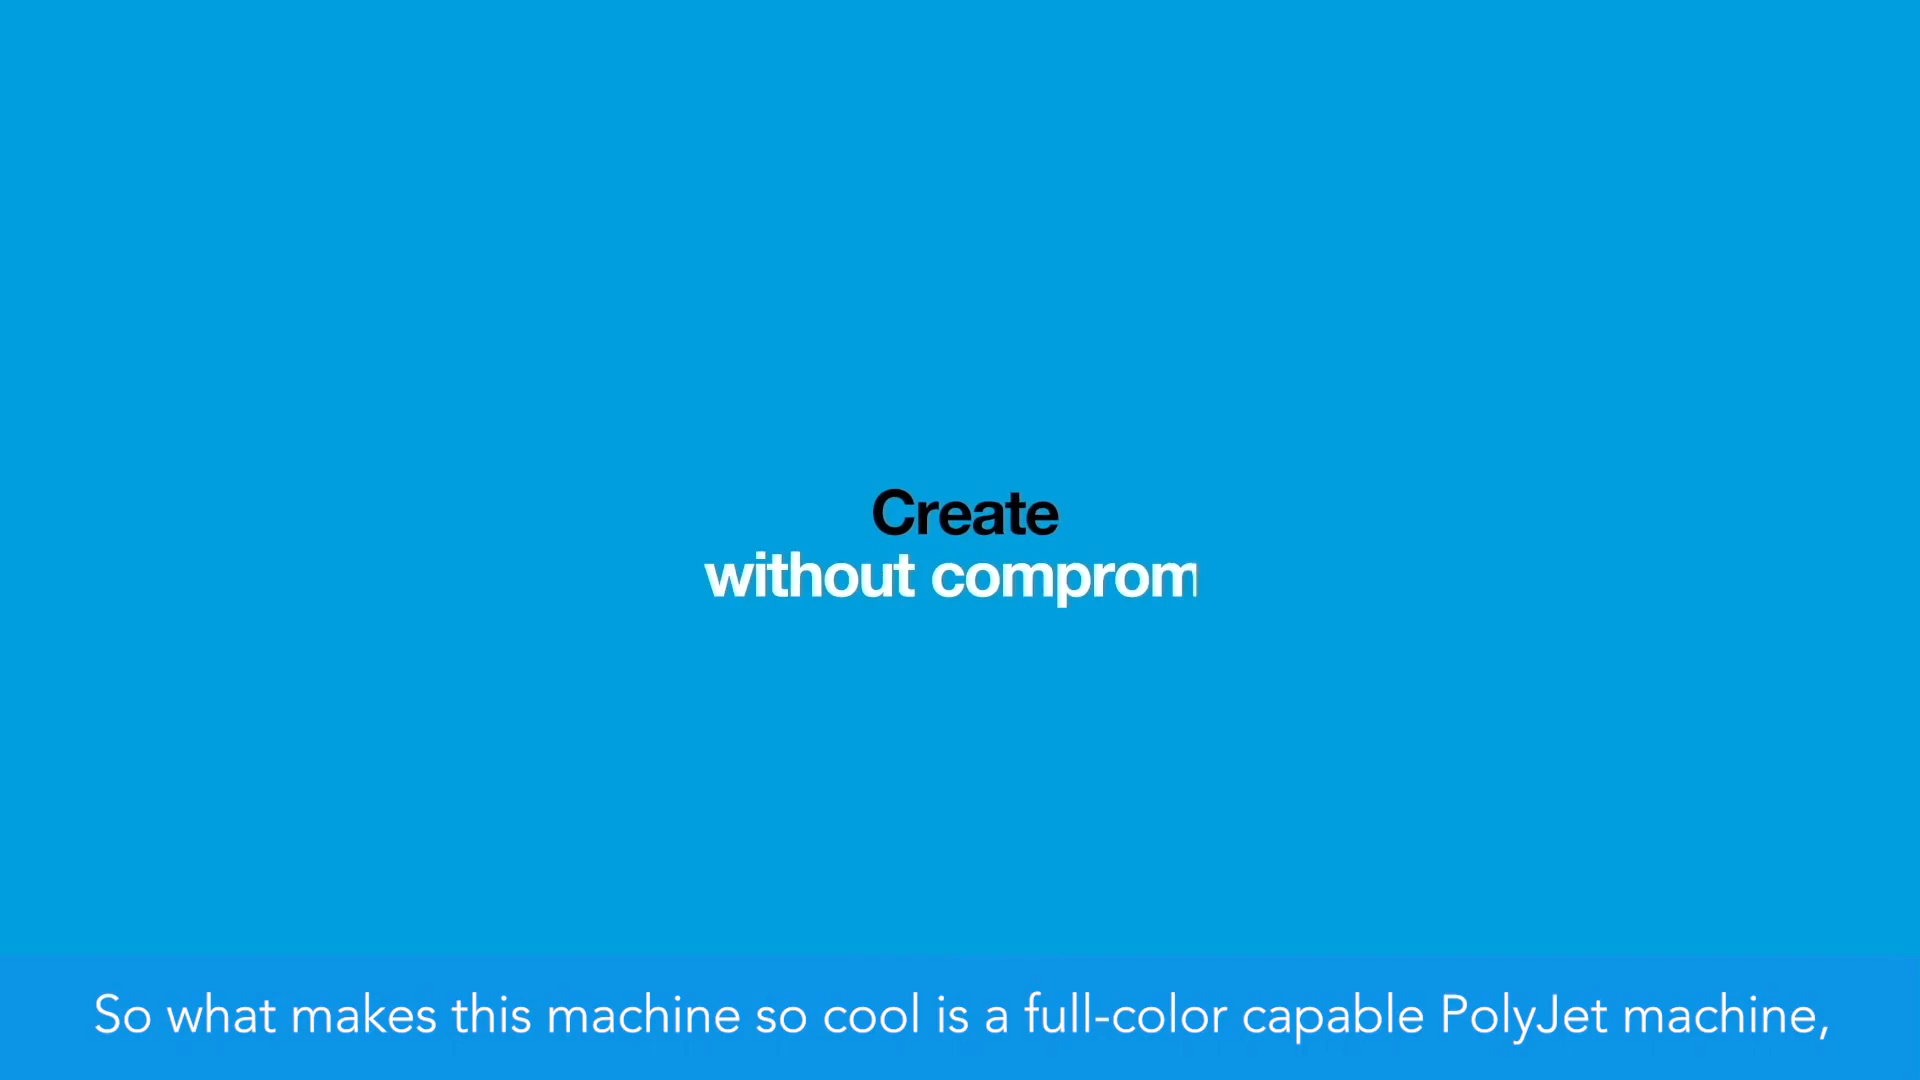 Create
without comprom
So what makes this machine so cool is a full-color capable PolyJet machine,